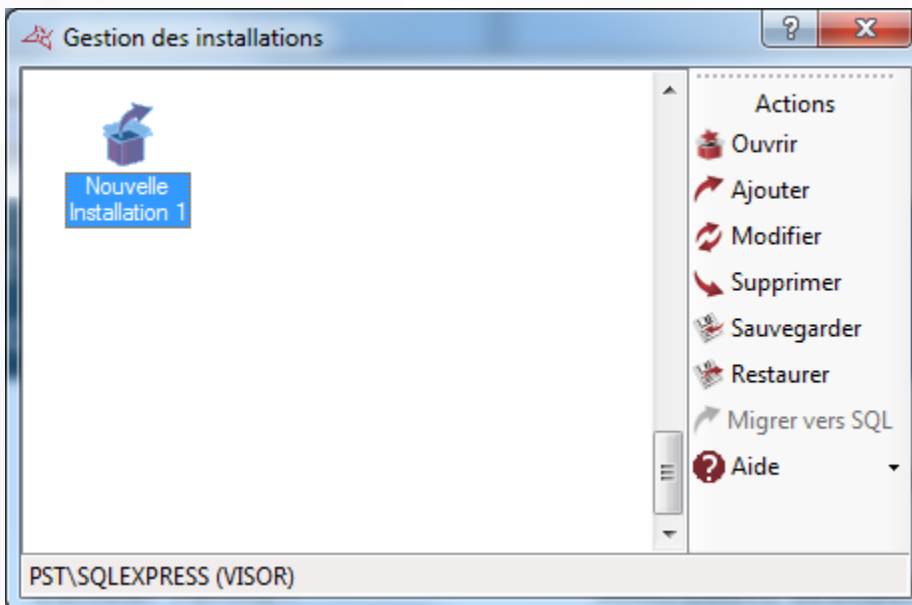 Gestion des installations
Nouvelle
Installation 1
Actions
Ouvrir
Ajouter
Modifier
Supprimer
Sauvegarder
Restaurer
Migrer vers SQL
Aide
PST\SQLEXPRESS (VISOR)